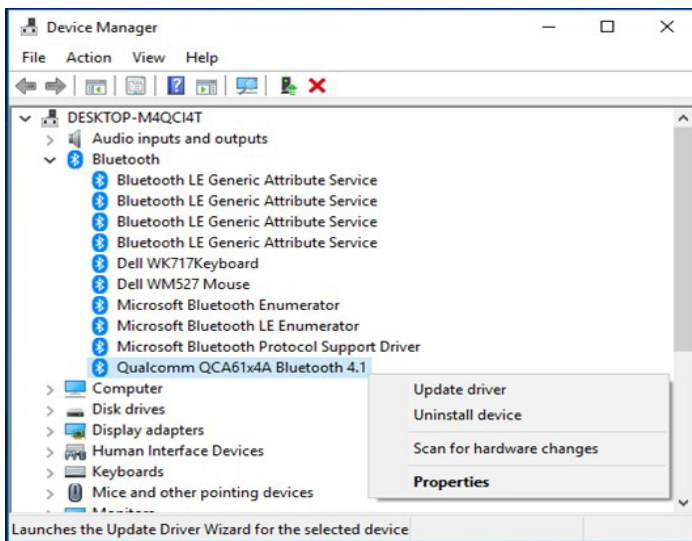 Device Manager
File Action View Help
DESKTOP-M4QCI4T
Audio inputs and outputs
Bluetooth
Bluetooth LE Generic Attribute Service
Bluetooth LE Generic Attribute Service
Bluetooth LE Generic Attribute Service
Bluetooth LE Generic Attribute Service
Dell WK717Keyboard
Dell WM527 Mouse
Microsoft Bluetooth Enumerator
Microsoft Bluetooth LE Enumerator
Microsoft Bluetooth Protocol Support Driver
Qualcomm QCA61x4A Bluetooth 4.1
Computer
Disk drives
Display adapters
Human Interface Devices
Keyboards
Mice and other pointing devices
Monitors
Update driver
Uninstall device
Scan for hardware changes
Properties
Launches the Update Driver Wizard for the selected device